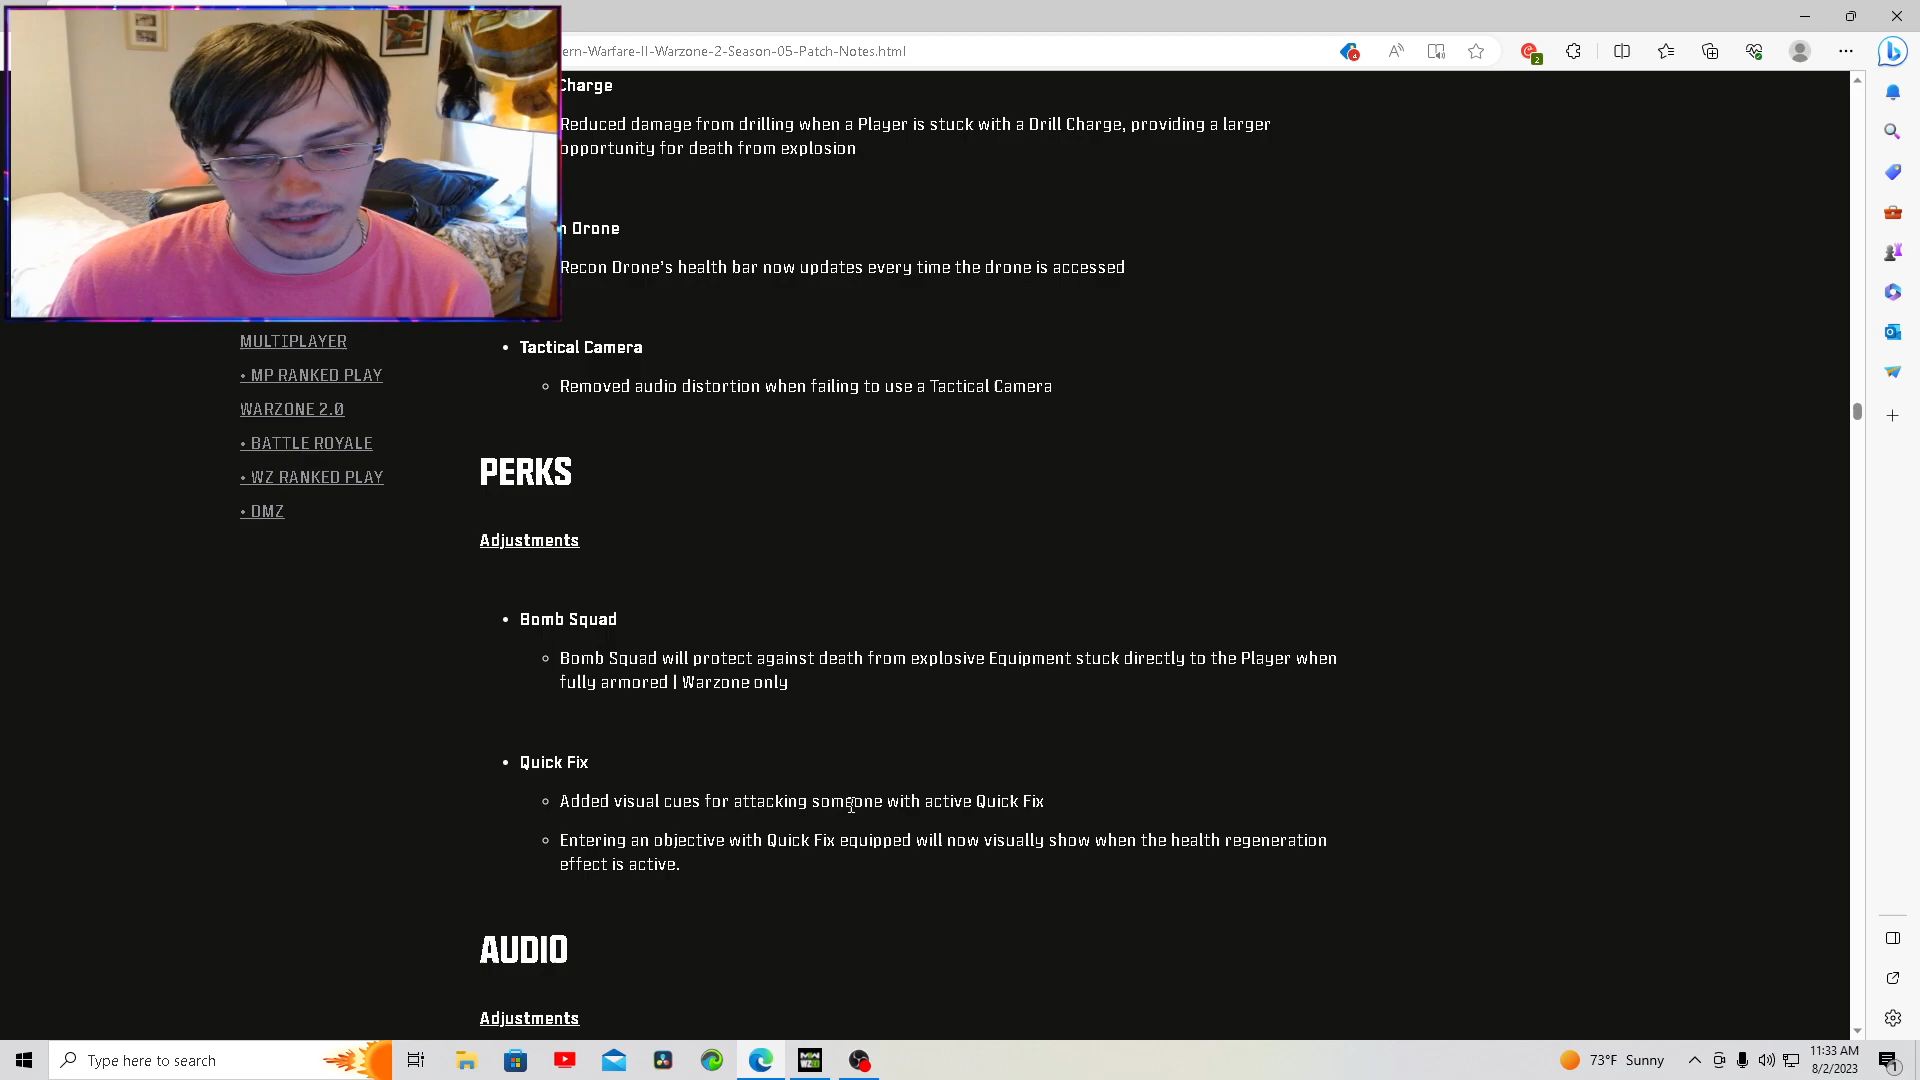 ern-Warfare-II-Warzone-2-Season-05-Patch-Notes.html
Charge
Reduced damage from drilling when a Player is stuck with a Drill Charge, providing a larger
opportunity for death from explosion
n Drone
Recon Drone's health bar now updates every time the drone is accessed
MULTIPLAYER
• MP RANKED PLAY
WARZONE 2.0
• BATTLE ROYALE
• WZ RANKED PLAY
• DMZ
• Tactical Camera
○ Removed audio distortion when failing to use a Tactical Camera
PERKS
Adjustments
• Bomb Squad
○ Bomb Squad will protect against death from explosive Equipment stuck directly to the Player when
fully armored | Warzone only
• Quick Fix
○ Added visual cues for attacking someone with active Quick Fix
○ Entering an objective with Quick Fix equipped will now visually show when the health regeneration
effect is active.
AUDIO
Adjustments
Type here to search
73°F Sunny
11:33 AM
8/2/2023